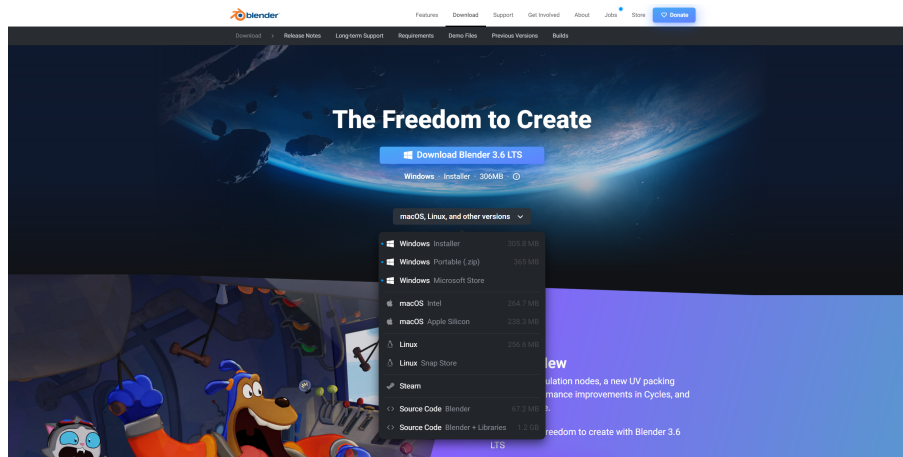 blender
Features Download Support Get Involved About Jobs Store Donate
Download Release Notes Long-term Support Requirements Demo Files Previous Versions Builds
The Freedom to Create
Download Blender 3.6 LTS
Windows · Installer · 306MB ·
macOS, Linux, and other versions
Windows Installer 305.8 MB
Windows Portable (.zip) 365 MB
Windows Microsoft Store
macOS Intel 264.7 MB
macOS Apple Silicon 238.3 MB
Linux 256.6 MB
Linux Snap Store
Steam
Source Code Blender 67.2 MB
Source Code Blender + Libraries 1.2 GB
ew
ulation nodes, a new UV packing
mance improvements in Cycles, and
reedom to create with Blender 3.6
LTS